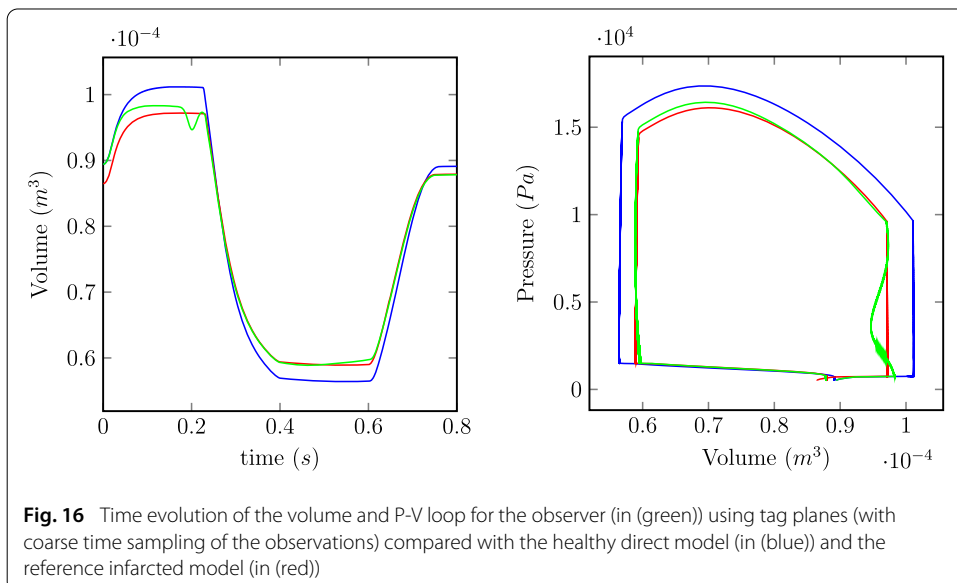 ·10−4
1
0.9
0.8
0.7
0.6
Volume (m3)
0 0.2 0.4 0.6 0.8
time (s)
·104
1.5
1
0.5
0
Pressure (Pa)
0.6 0.7 0.8 0.9 1
Volume (m3)
·10−4
Fig. 16 Time evolution of the volume and P-V loop for the observer (in (green)) using tag planes (with
coarse time sampling of the observations) compared with the healthy direct model (in (blue)) and the
reference infarcted model (in (red))